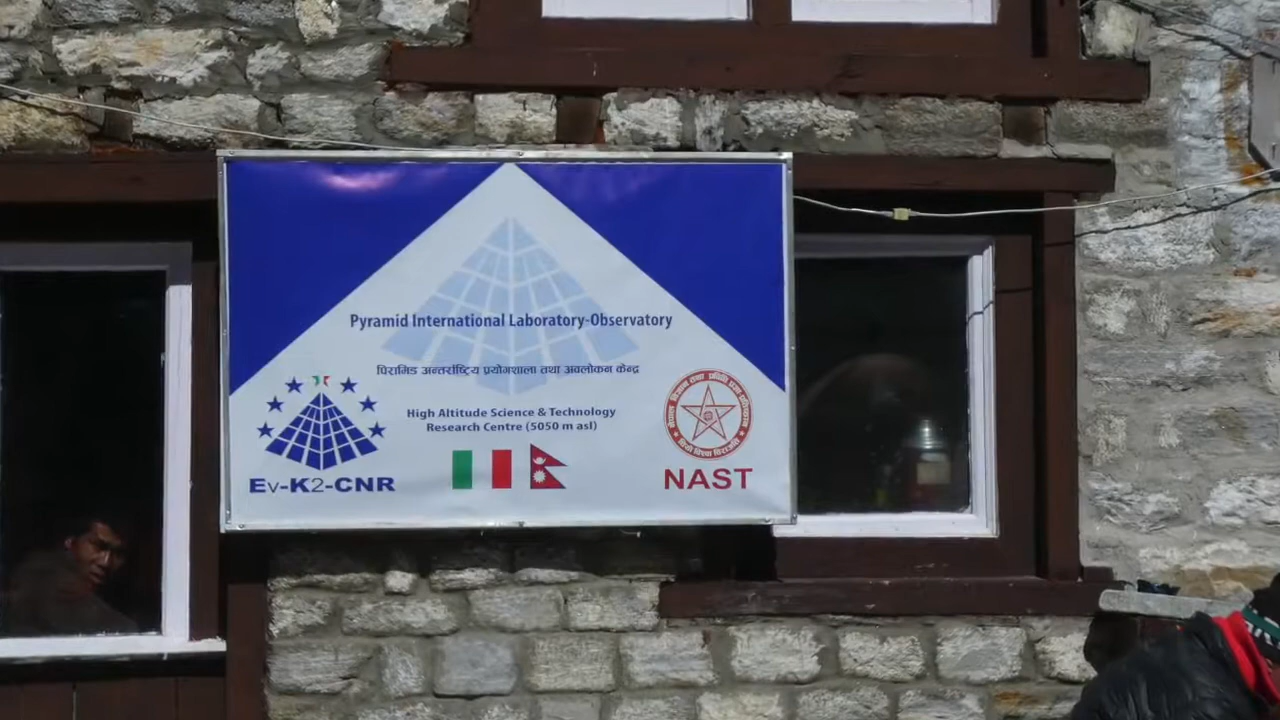 Pyramid International Laboratory-Observatory
पिरामिड अन्तर्राष्ट्रिय प्रयोगशाला तथा अवलोकन केन्द्र
High Altitude Science & Technology
Research Centre (5050 m asl)
Ev-K2-CNR
NAST